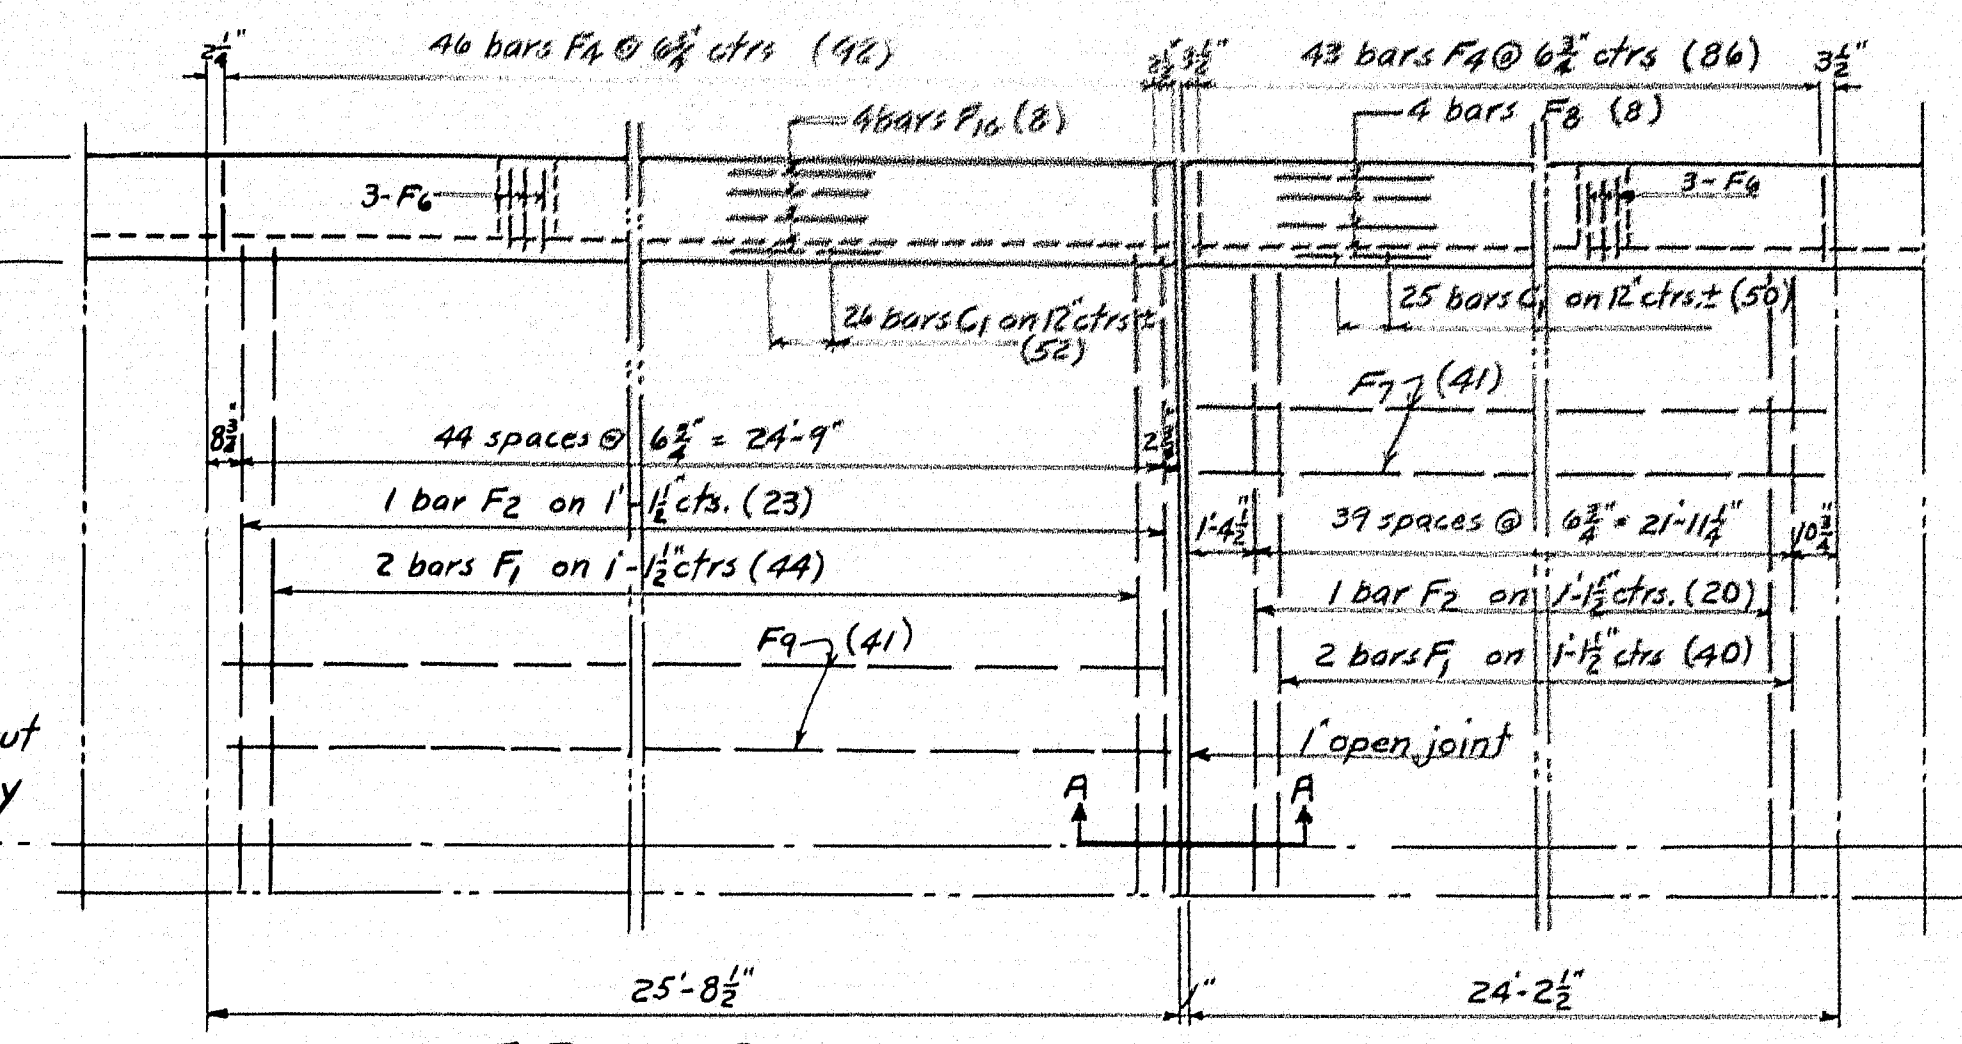 2¼"
46 bars F4 @ 6¾" ctrs (92)
3½"
43 bars F4 @ 6¾" ctrs (86)
3½"
4 bars F10 (8)
4 bars F8 (8)
3-F6
3-F6
26 bars C1 on 12" ctrs ±
(52)
25 bars C1 on 12" ctrs. ± (50)
F7 (41)
8¾"
44 spaces @ 6¾" = 24'-9"
1 bar F2 on 1'-1½" cts. (23)
1'-4½"
39 spaces @ 6¾" = 21'-11¼"
10¾"
2 bars F1 on 1'-1½" ctrs (44)
1 bar F2 on 1'-1½" ctrs. (20)
F9 (41)
2 bars F1 on 1'-1½" ctrs (40)
ut
1" open joint
y
A
A
25'-8½"
1"
24'-2½"